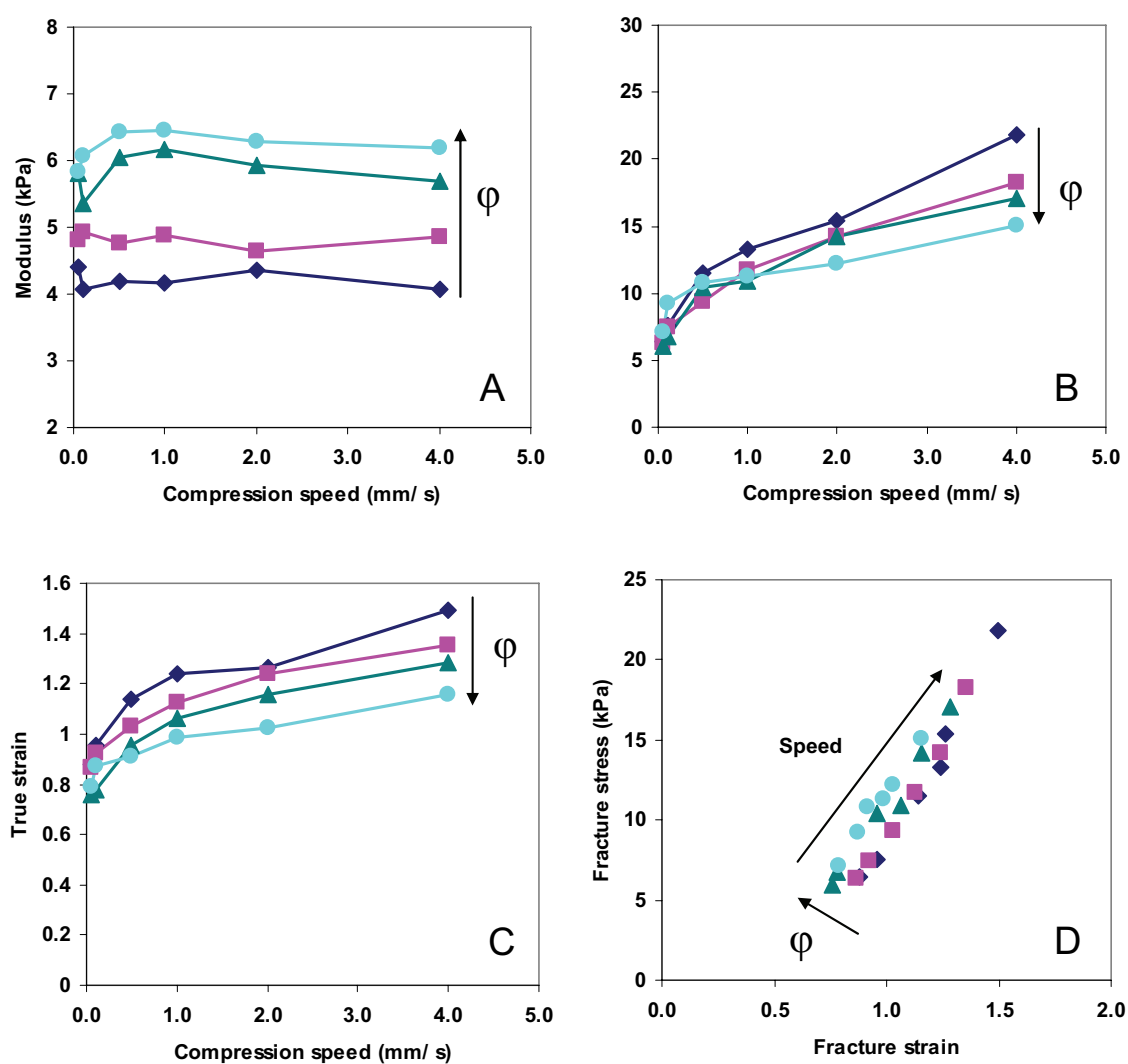 8
7
6
5
4
3
2
Modulus (kPa)
φ
A
0.0 1.0 2.0 3.0 4.0 5.0
Compression speed (mm/ s)
30
25
20
15
10
5
0
φ
B
0.0 1.0 2.0 3.0 4.0 5.0
Compression speed (mm/ s)
1.6
1.4
1.2
1
0.8
0.6
0.4
0.2
0
True strain
φ
C
0.0 1.0 2.0 3.0 4.0 5.0
Compression speed (mm/ s)
25
20
15
10
5
0
Fracture stress (kPa)
Speed
φ
D
0.0 0.5 1.0 1.5 2.0
Fracture strain